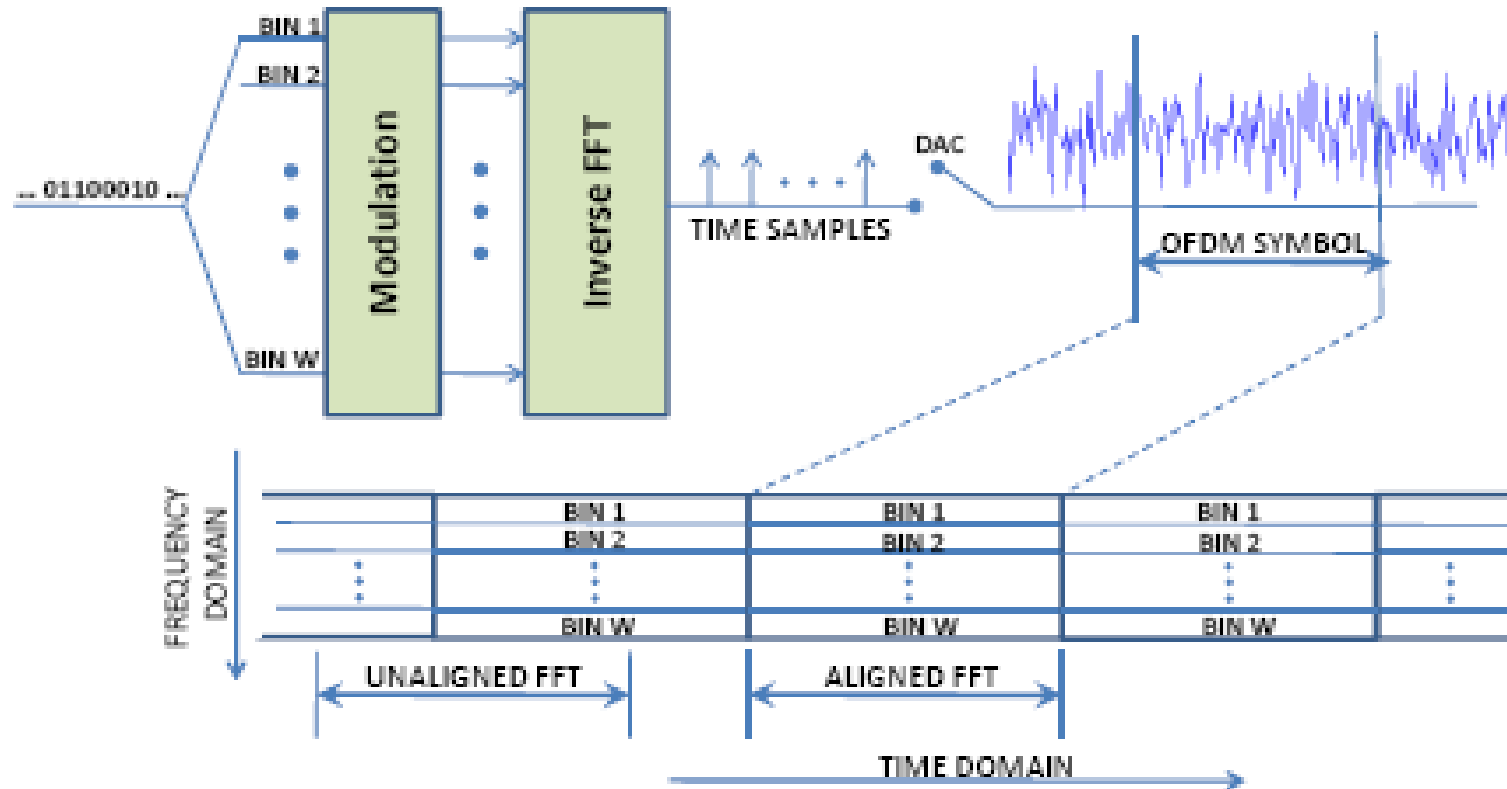 BIN 1
BIN 2
... 01100010 ...
BIN W
Modulation
Inverse FFT
TIME SAMPLES
DAC
OFDM SYMBOL
FREQUENCY
DOMAIN
BIN 1
BIN 1
BIN 1
BIN 2
BIN 2
BIN 2
BIN W
BIN W
BIN W
UNALIGNED FFT
ALIGNED FFT
TIME DOMAIN